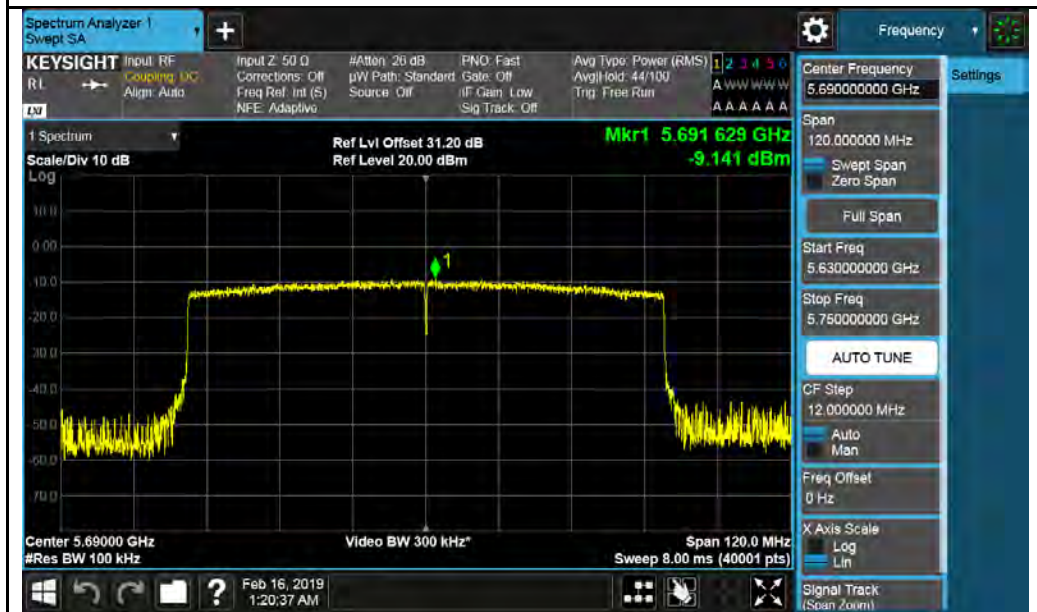 Spectrum Analyzer 1
Swept SA
+
Frequency
KEYSIGHT
RL
LXI
Input: RF
Coupling: DC
Align: Auto
Input Z: 50 Ω
Corrections: Off
Freq Ref: Int (S)
NFE: Adaptive
#Atten: 26 dB
µW Path: Standard
Source: Off
PNO: Fast
Gate: Off
IF Gain: Low
Sig Track: Off
Avg Type: Power (RMS)
Avg|Hold: 44/100
Trig: Free Run
1 2 3 4 5 6
A W W W W W
A A A A A A
1 Spectrum
Scale/Div 10 dB
Log
Ref Lvl Offset 31.20 dB
Ref Level 20.00 dBm
Mkr1 5.691 629 GHz
-9.141 dBm
10.0
0.00
-10.0
-20.0
-30.0
-40.0
-50.0
-60.0
-70.0
1
Center 5.69000 GHz
#Res BW 100 kHz
Video BW 300 kHz*
Span 120.0 MHz
Sweep 8.00 ms (40001 pts)
Center Frequency
5.690000000 GHz
Settings
Span
120.000000 MHz
Swept Span
Zero Span
Full Span
Start Freq
5.630000000 GHz
Stop Freq
5.750000000 GHz
AUTO TUNE
CF Step
12.000000 MHz
Auto
Man
Freq Offset
0 Hz
X Axis Scale
Log
Lin
Signal Track
(Span Zoom)
?
Feb 16, 2019
1:20:37 AM